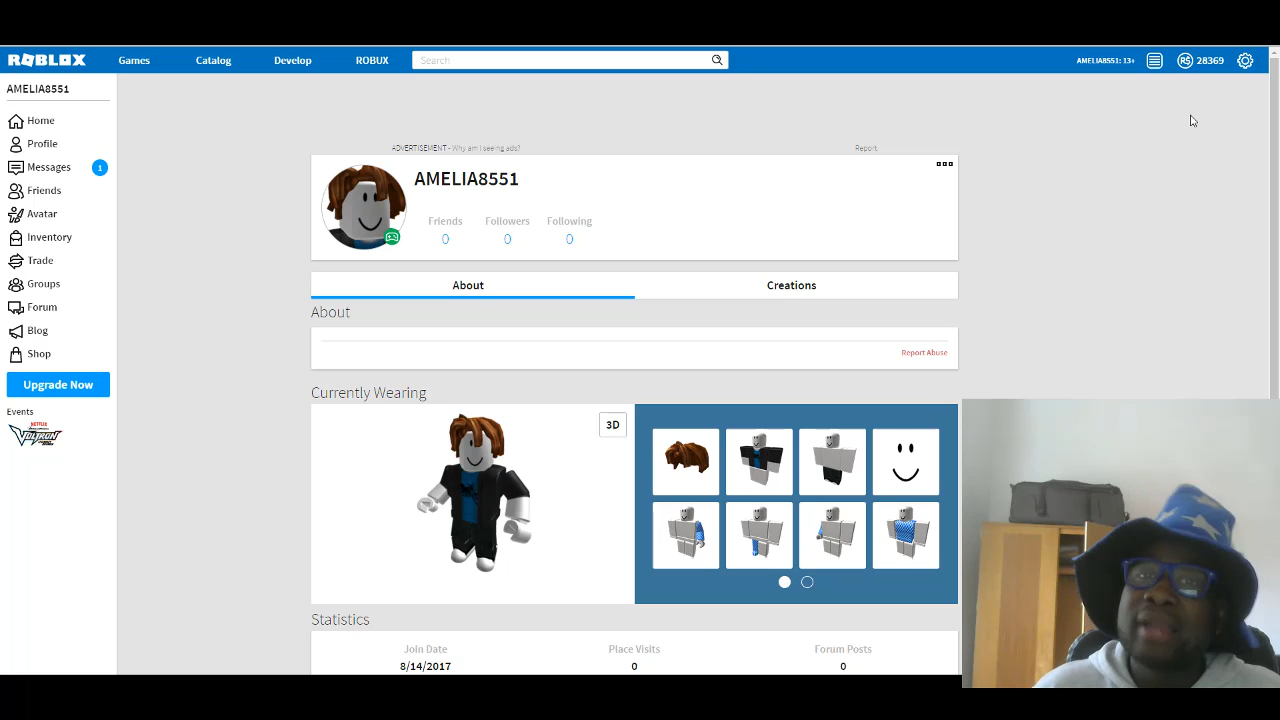 ROBLOX Games Catalog Develop ROBUX Search AMELIA8551: 13+ R$ 28369
AMELIA8551
Home
Profile
Messages 1
Friends
Avatar
Inventory
Trade
Groups
Forum
Blog
Shop
Upgrade Now
Events
NETFLIX
VOLTRON
ADVERTISEMENT - Why am I seeing ads? Report
AMELIA8551
Friends Followers Following
0 0 0
About Creations
About
Report Abuse
Currently Wearing
3D
Statistics
Join Date Place Visits Forum Posts
8/14/2017 0 0